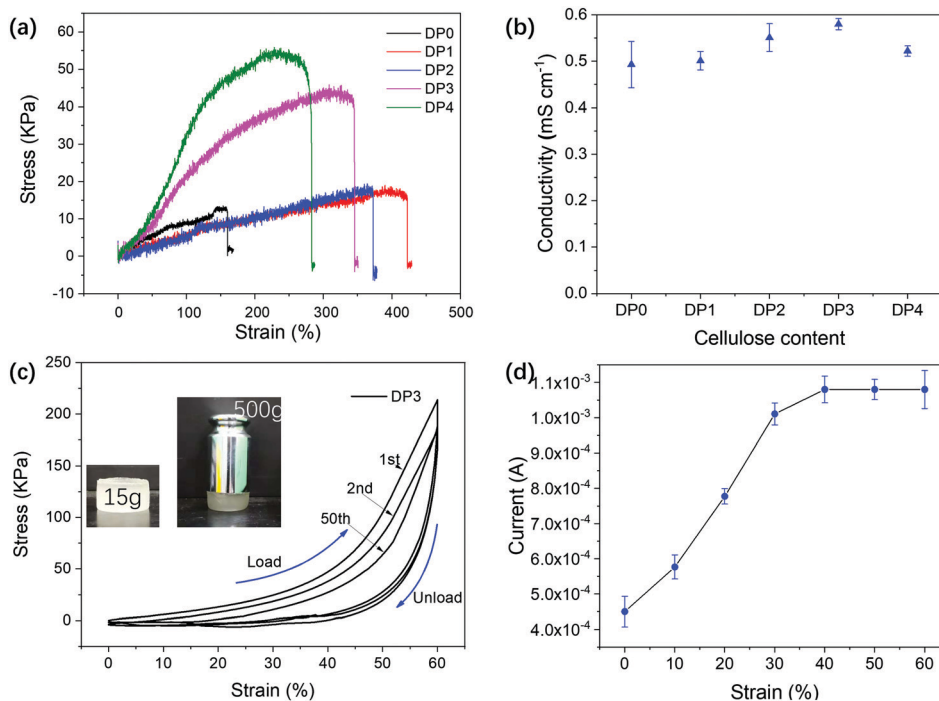 (a)
DP0
DP1
DP2
DP3
DP4
60
50
40
30
20
10
0
-10
Stress (KPa)
0 100 200 300 400 500
Strain (%)
(b)
0.6
0.5
0.4
0.3
0.2
0.1
0.0
Conductivity (mS cm⁻¹)
DP0 DP1 DP2 DP3 DP4
Cellulose content
(c)
DP3
250
200
150
100
50
0
Stress (KPa)
15g
500g
1st
2nd
50th
Load
Unload
0 10 20 30 40 50 60
Strain (%)
(d)
1.1x10⁻³
1.0x10⁻³
9.0x10⁻⁴
8.0x10⁻⁴
7.0x10⁻⁴
6.0x10⁻⁴
5.0x10⁻⁴
4.0x10⁻⁴
Current (A)
0 10 20 30 40 50 60
Strain (%)